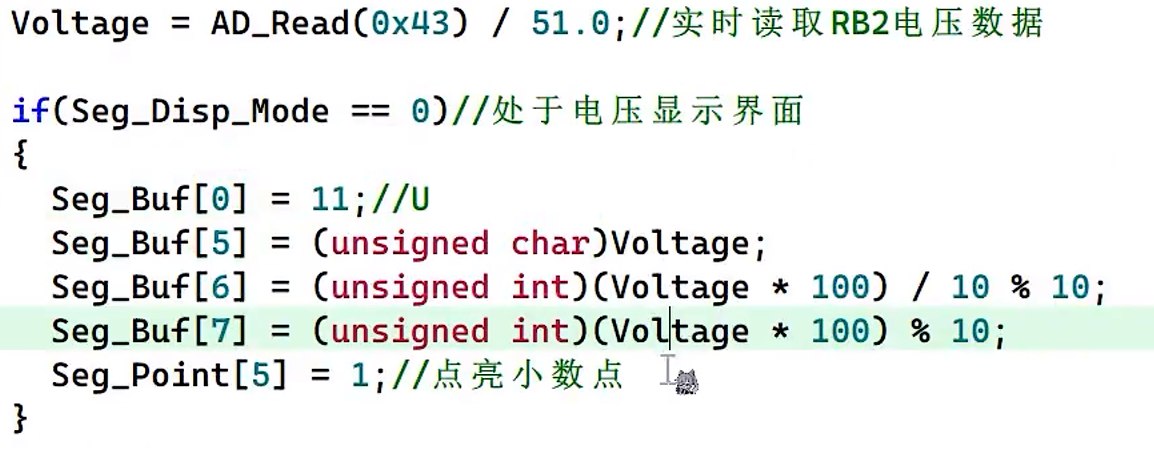 Voltage = AD_Read(0x43) / 51.0;//实时读取RB2电压数据
if(Seg_Disp_Mode == 0)//处于电压显示界面
{
Seg_Buf[0] = 11;//U
Seg_Buf[5] = (unsigned char)Voltage;
Seg_Buf[6] = (unsigned int)(Voltage * 100) / 10 % 10;
Seg_Buf[7] = (unsigned int)(Voltage * 100) % 10;
Seg_Point[5] = 1;//点亮小数点
}